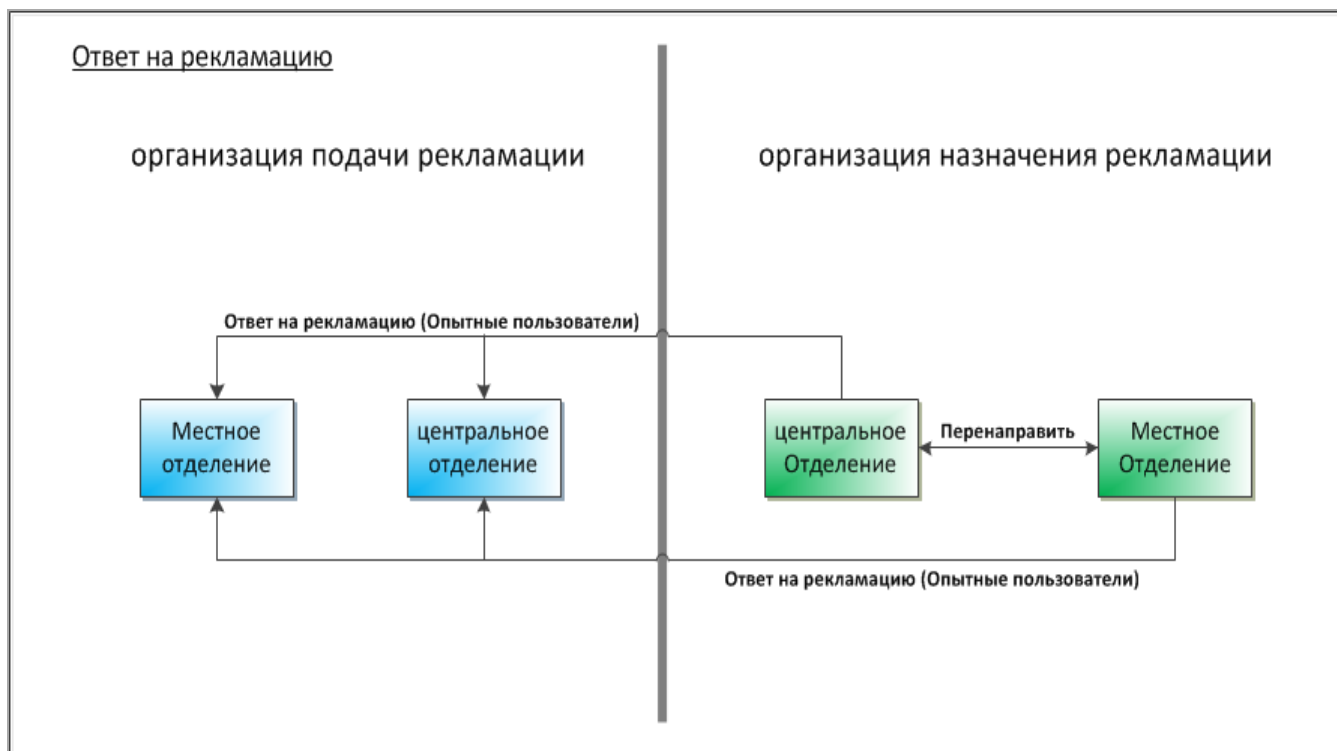 Ответ на рекламацию
организация подачи рекламации
организация назначения рекламации
Ответ на рекламацию (Опытные пользователи)
Местное
отделение
центральное
отделение
центральное
Отделение
Перенаправить
Местное
Отделение
Ответ на рекламацию (Опытные пользователи)